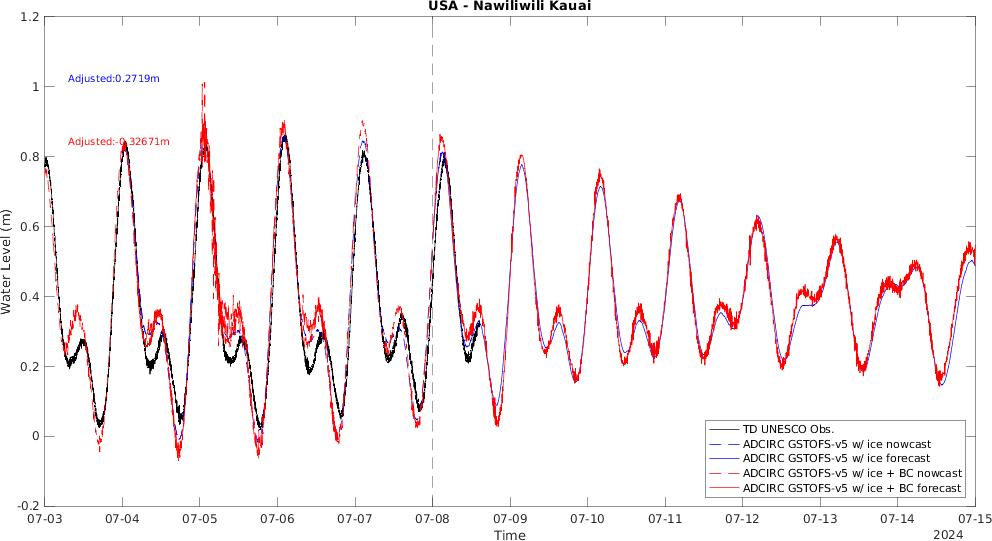 USA - Nawiliwili Kauai
1.2
1
0.8
0.6
0.4
0.2
0
-0.2
Water Level (m)
Adjusted:0.2719m
Adjusted:-0.32671m
TD UNESCO Obs.
ADCIRC GSTOFS-v5 w/ ice nowcast
ADCIRC GSTOFS-v5 w/ ice forecast
ADCIRC GSTOFS-v5 w/ ice + BC nowcast
ADCIRC GSTOFS-v5 w/ ice + BC forecast
07-03 07-04 07-05 07-06 07-07 07-08 07-09 07-10 07-11 07-12 07-13 07-14 07-15
Time
2024